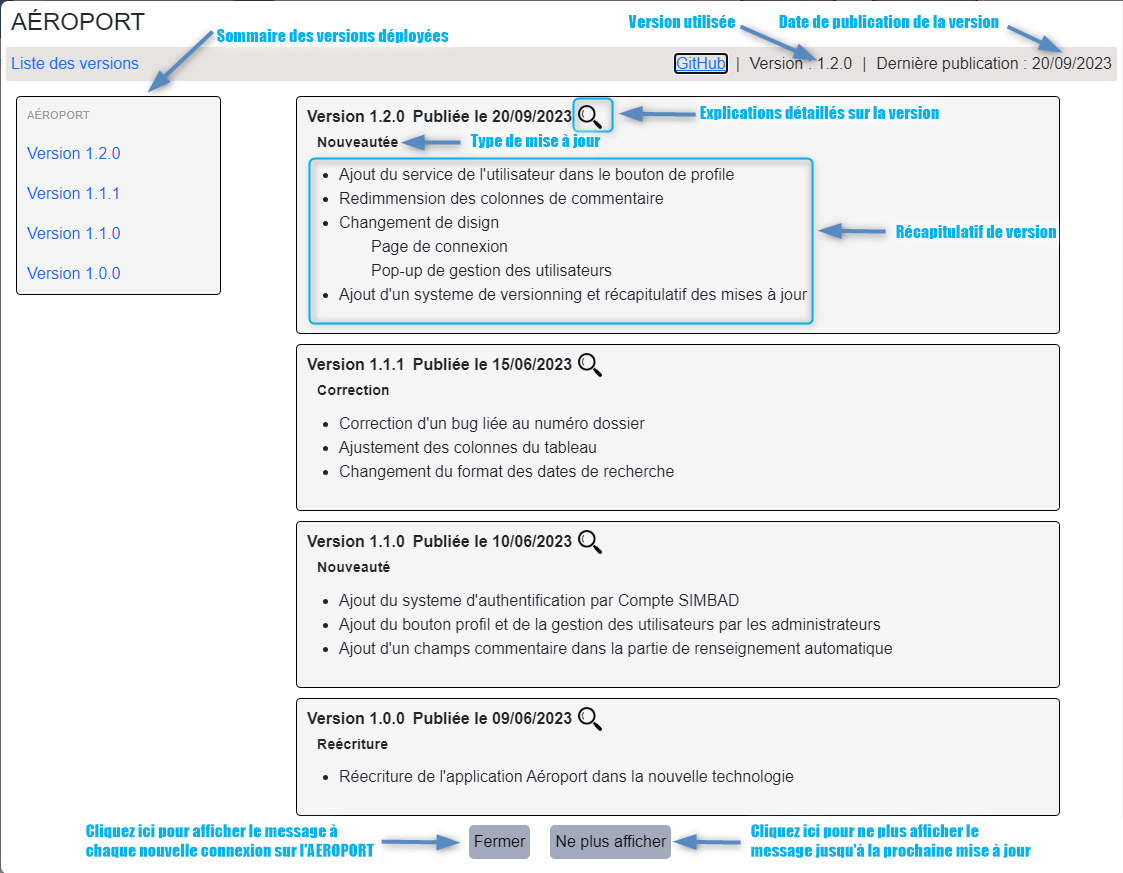 AÉROPORT
Sommaire des versions déployées
Version utilisée
Date de publication de la version
Liste des versions
GitHub | Version : 1.2.0 | Dernière publication : 20/09/2023
AÉROPORT
Version 1.2.0
Version 1.1.1
Version 1.1.0
Version 1.0.0
Version 1.2.0 Publiée le 20/09/2023
Explications détaillés sur la version
Nouveautée
Type de mise à jour
Ajout du service de l'utilisateur dans le bouton de profile
Redimmension des colonnes de commentaire
Changement de disign
Page de connexion
Récapitulatif de version
Pop-up de gestion des utilisateurs
Ajout d'un systeme de versionning et récapitulatif des mises à jour
Version 1.1.1 Publiée le 15/06/2023
Correction
Correction d'un bug liée au numéro dossier
Ajustement des colonnes du tableau
Changement du format des dates de recherche
Version 1.1.0 Publiée le 10/06/2023
Nouveauté
Ajout du systeme d'authentification par Compte SIMBAD
Ajout du bouton profil et de la gestion des utilisateurs par les administrateurs
Ajout d'un champs commentaire dans la partie de renseignement automatique
Version 1.0.0 Publiée le 09/06/2023
Reécriture
Réecriture de l'application Aéroport dans la nouvelle technologie
Cliquez ici pour afficher le message à
chaque nouvelle connexion sur l'AEROPORT
Fermer
Ne plus afficher
Cliquez ici pour ne plus afficher le
message jusqu'à la prochaine mise à jour